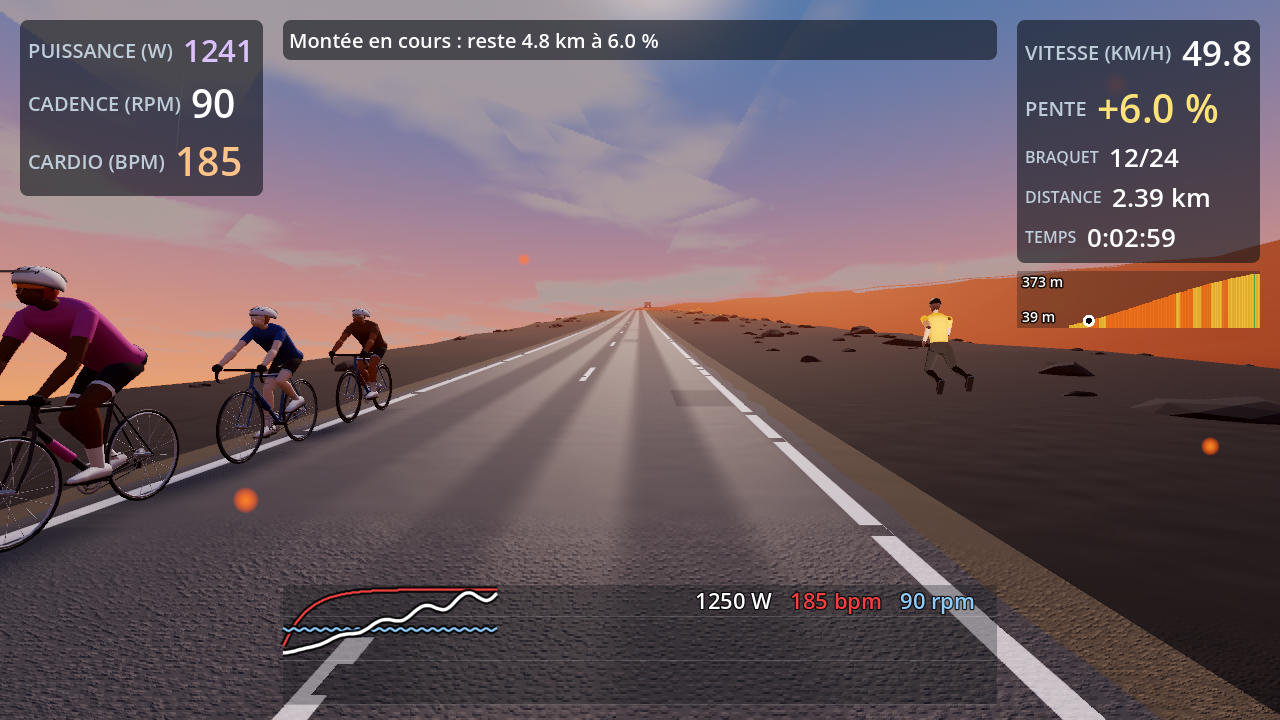 PUISSANCE (W) 1241
CADENCE (RPM) 90
CARDIO (BPM) 185
Montée en cours : reste 4.8 km à 6.0 %
VITESSE (KM/H) 49.8
PENTE +6.0 %
BRAQUET 12/24
DISTANCE 2.39 km
TEMPS 0:02:59
373 m
39 m
1250 W 185 bpm 90 rpm